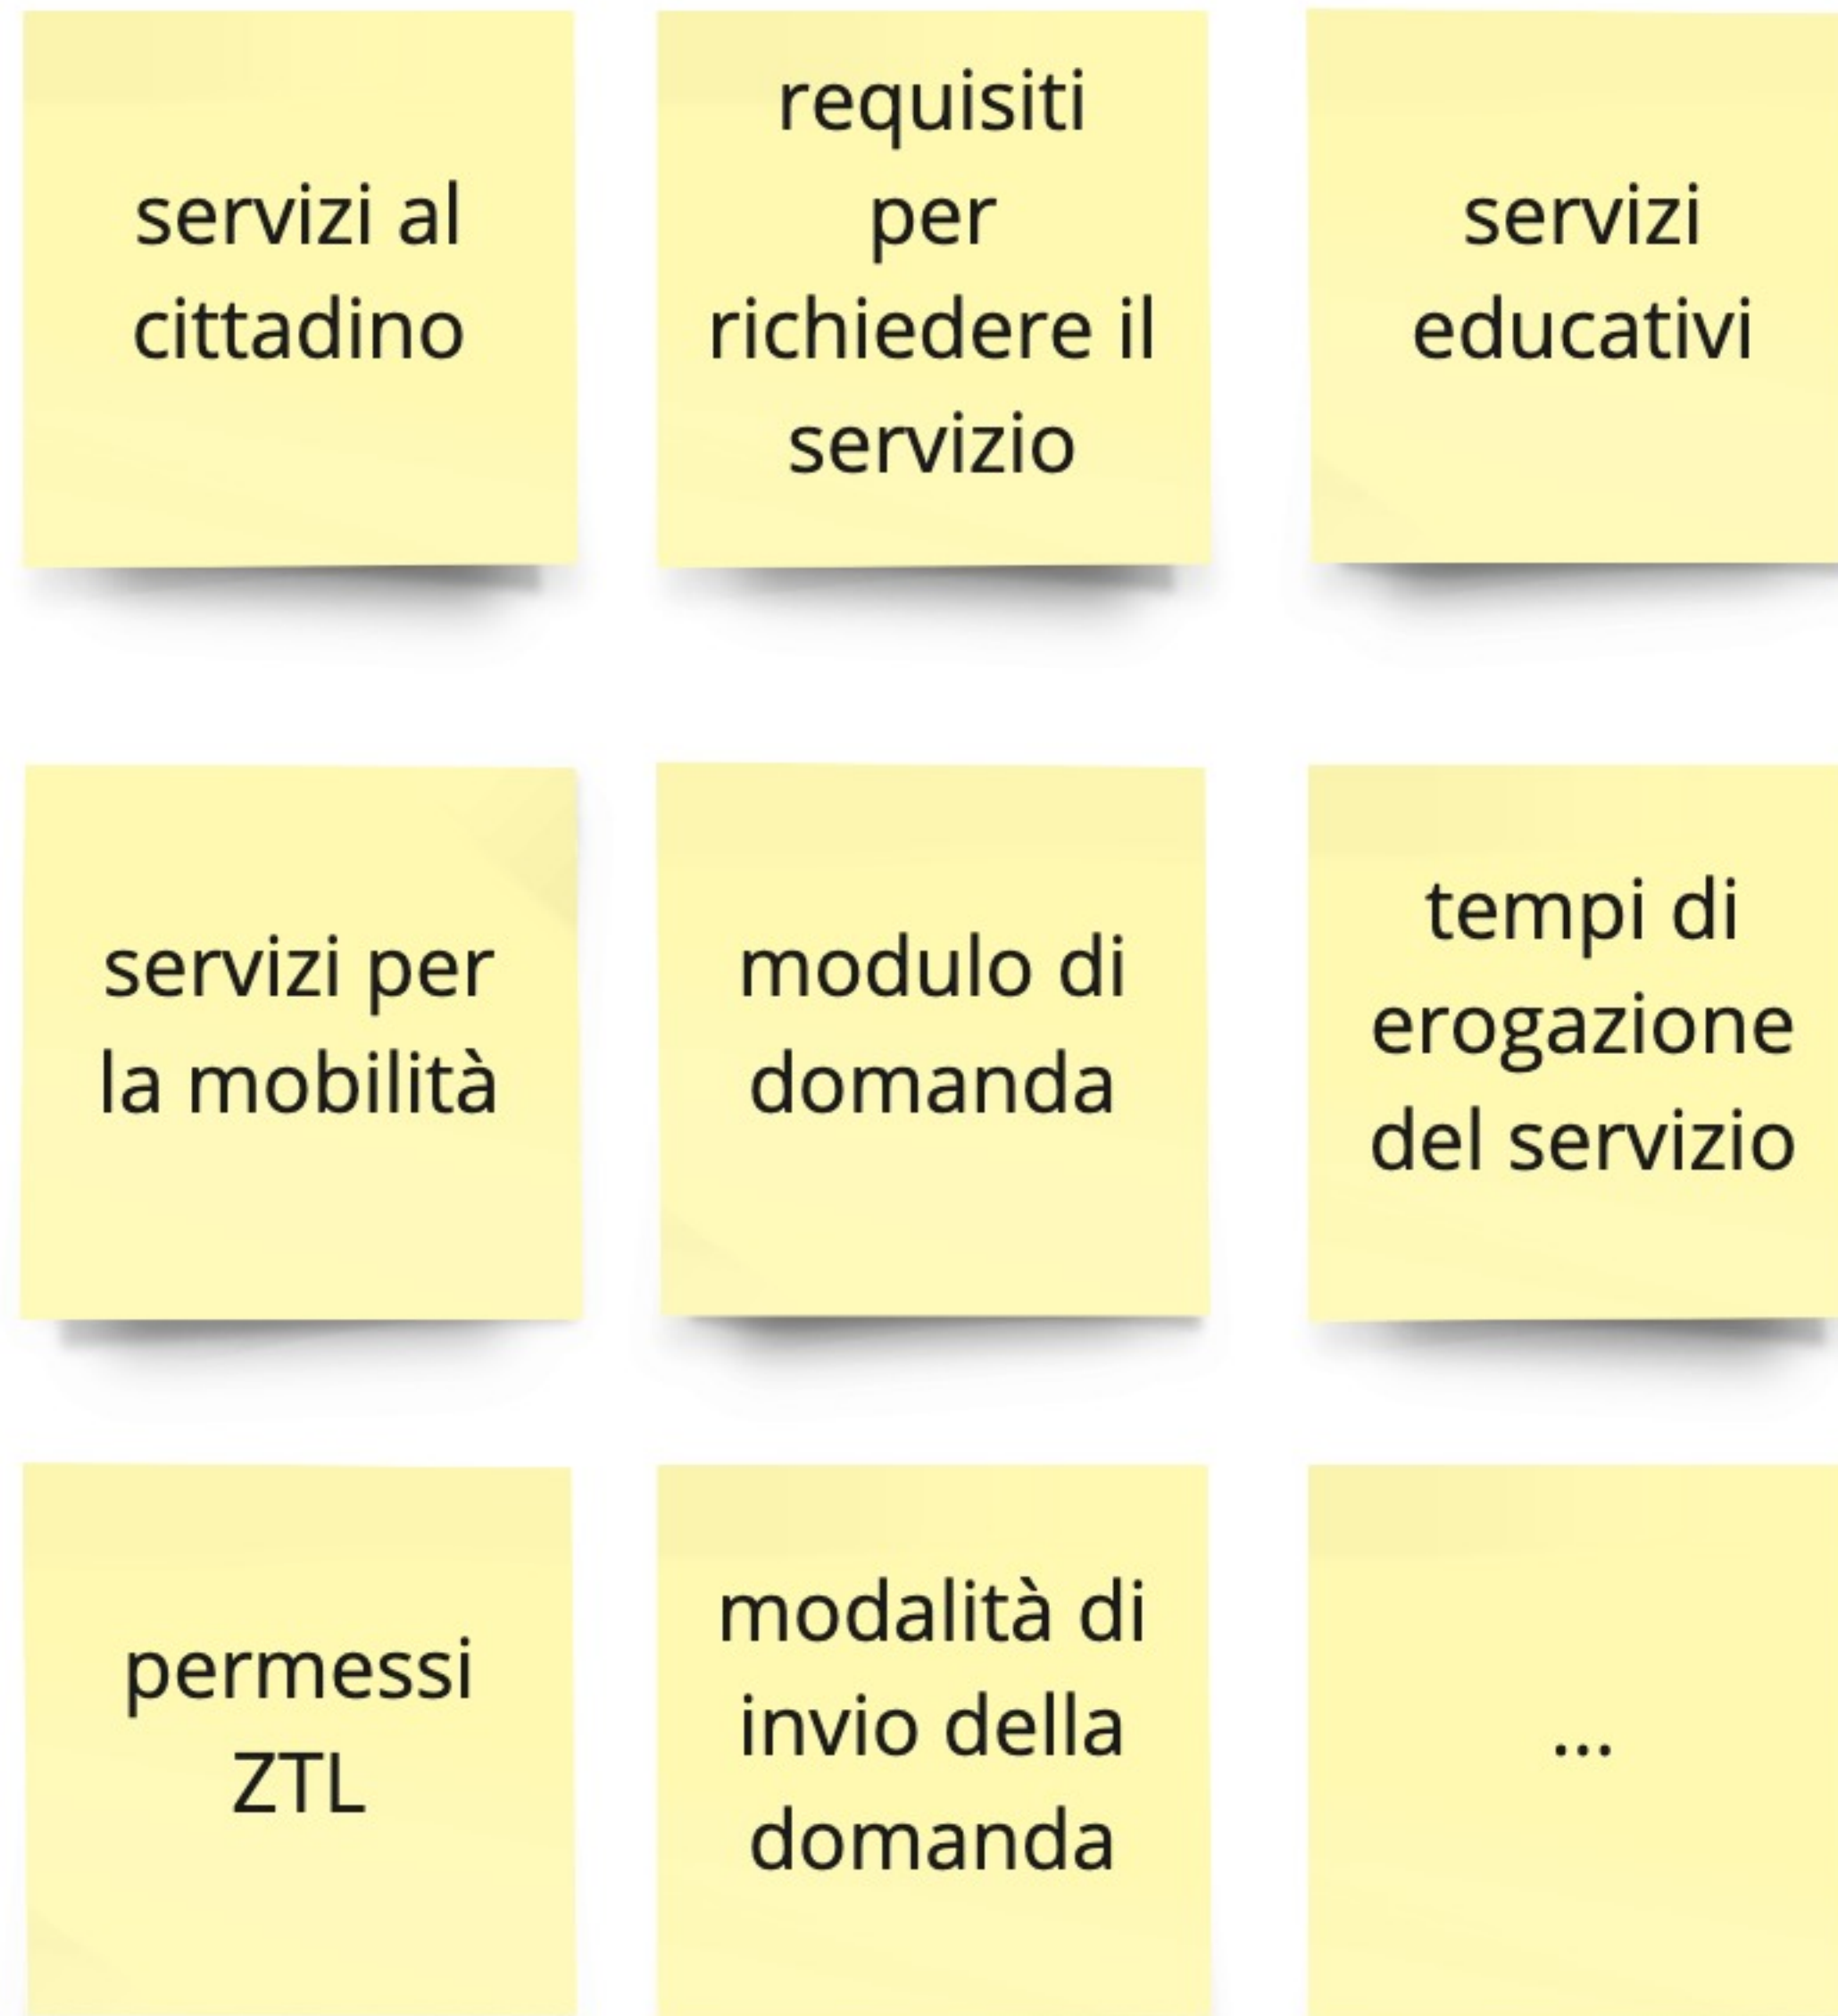 servizi al
cittadino
requisiti
per
richiedere il
servizio
servizi
educativi
servizi per
la mobilità
modulo di
domanda
tempi di
erogazione
del servizio
permessi
ZTL
modalità di
invio della
domanda
...